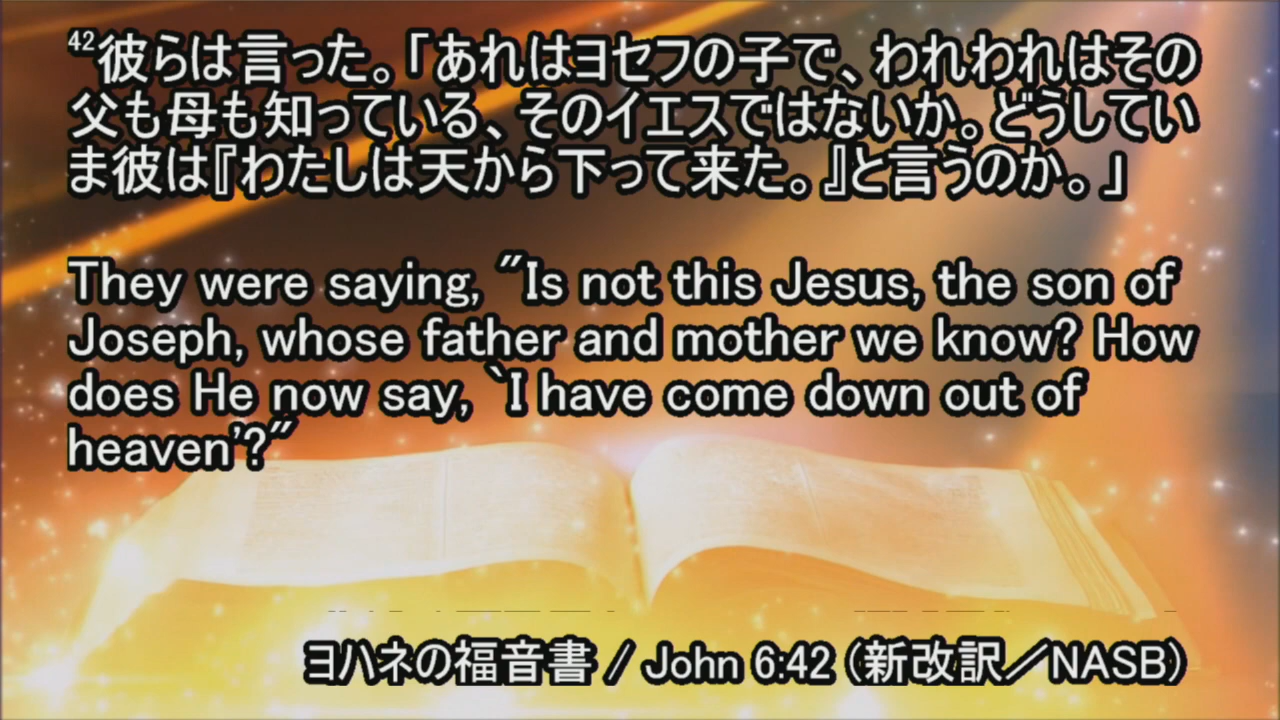 42彼らは言った。「あれはヨセフの子で、われわれはその
父も母も知っている、そのイエスではないか。どうしてい
ま彼は『わたしは天から下って来た。』と言うのか。」
They were saying, "Is not this Jesus, the son of
Joseph, whose father and mother we know? How
does He now say, `I have come down out of
heaven'?"
ヨハネの福音書 / John 6:42 (新改訳／NASB)